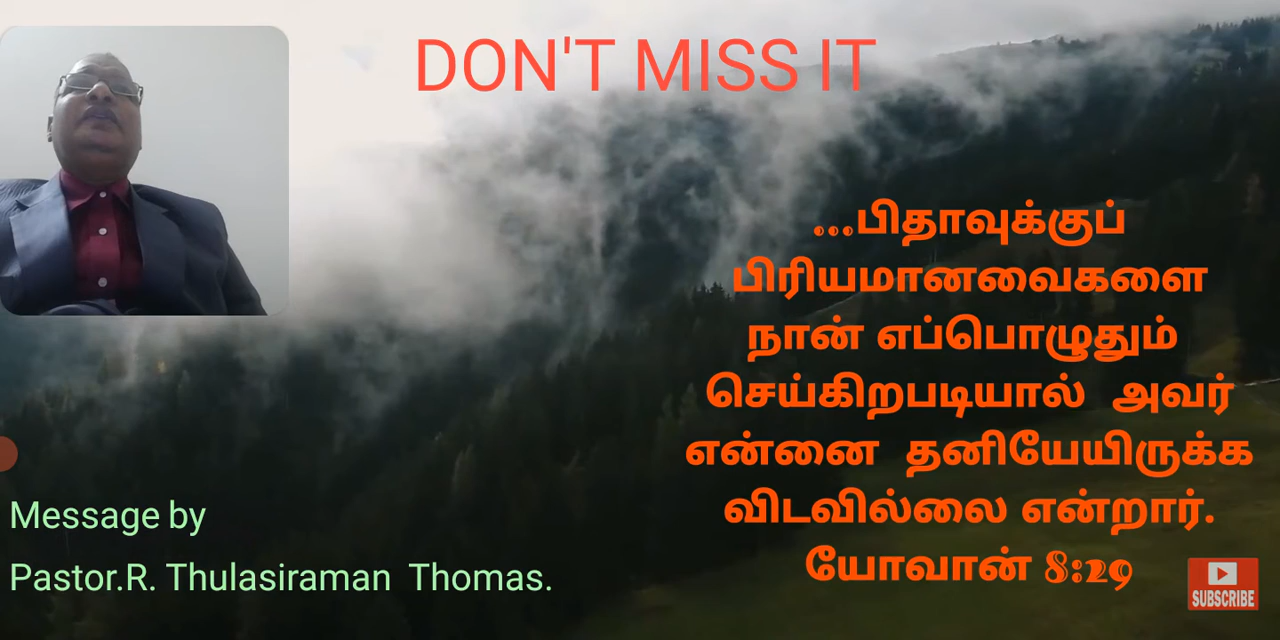 DON'T MISS IT
...பிதாவுக்குப்
பிரியமானவைகளை
நான் எப்பொழுதும்
செய்கிறபடியால் அவர்
என்னை தனியேயிருக்க
விடவில்லை என்றார்.
யோவான் 8:29
Message by
Pastor.R. Thulasiraman Thomas.
SUBSCRIBE